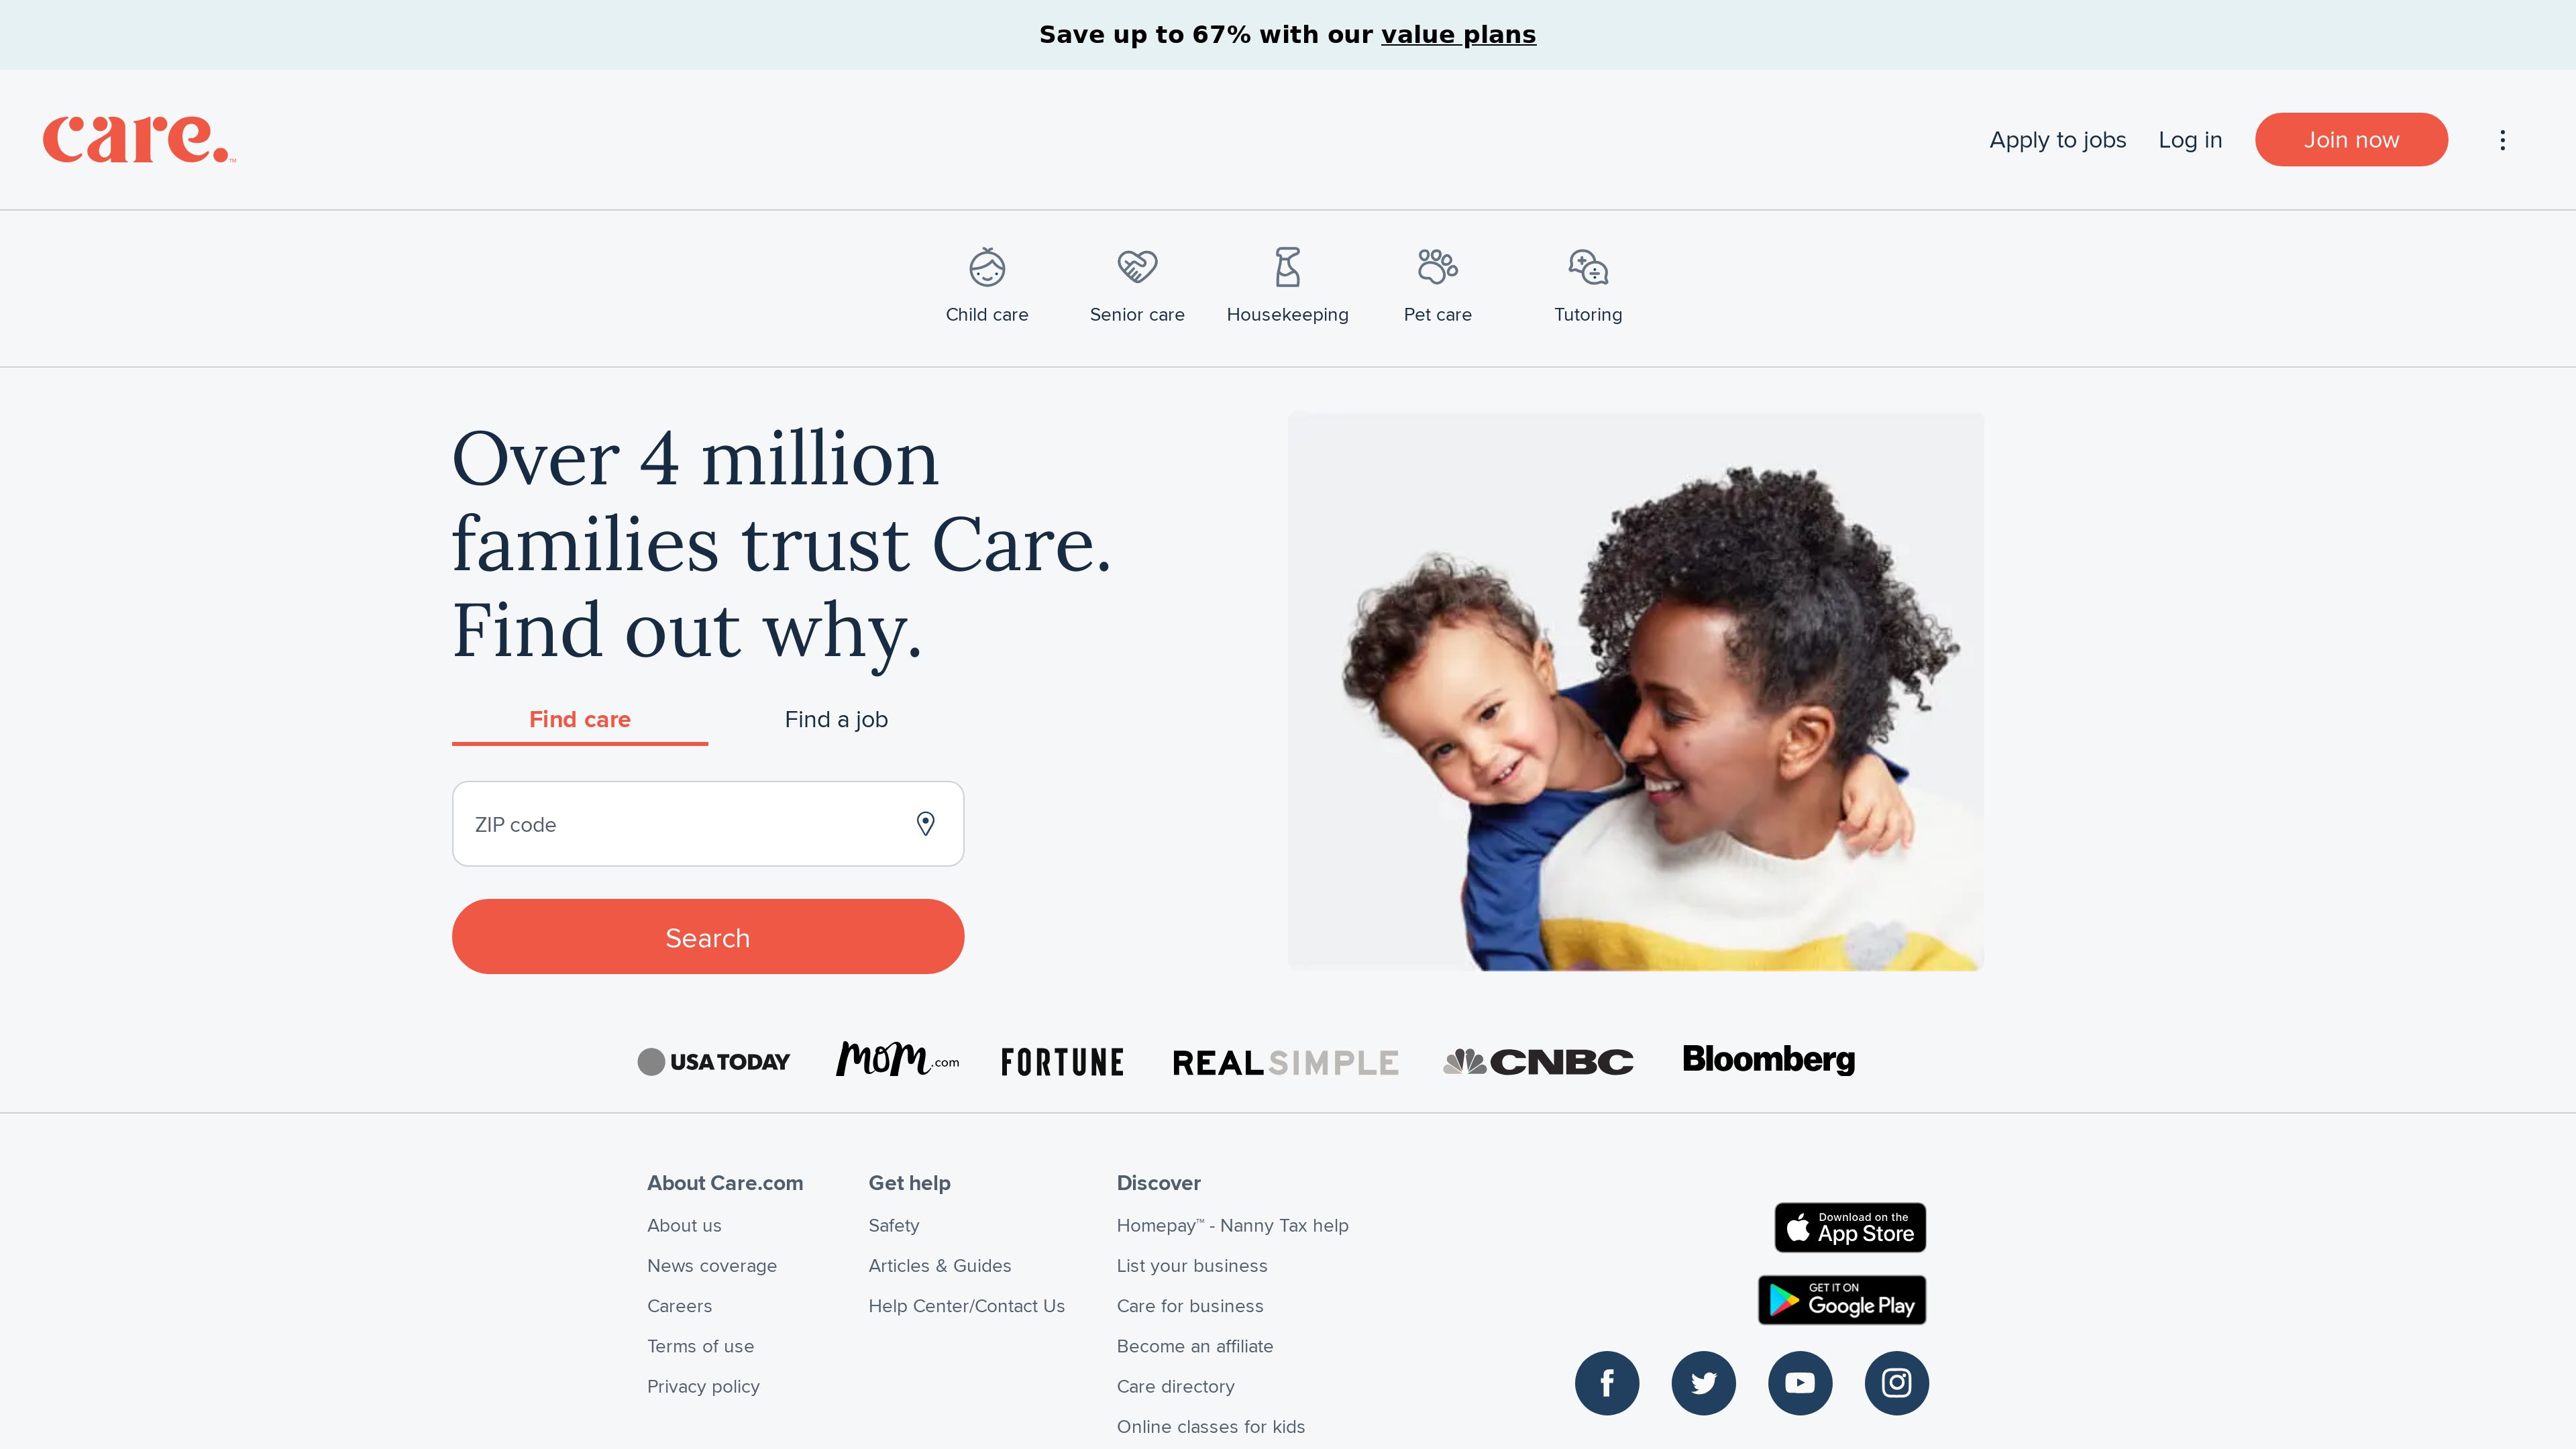 Save up to 67% with our value plans
care.™
Apply to jobs
Log in
Join now
Child care
Senior care
Housekeeping
Pet care
Tutoring
Over 4 million
families trust Care.
Find out why.
Find care
Find a job
ZIP code
Search
USA TODAY
mom.com
FORTUNE
REAL SIMPLE
CNBC
Bloomberg
About Care.com
About us
News coverage
Careers
Terms of use
Privacy policy
Get help
Safety
Articles & Guides
Help Center/Contact Us
Discover
Homepay™ - Nanny Tax help
List your business
Care for business
Become an affiliate
Care directory
Online classes for kids
Download on the
App Store
GET IT ON
Google Play